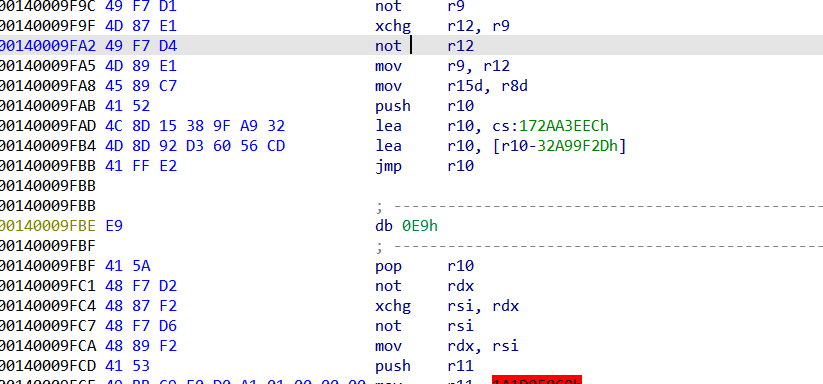 00140009F9C 49 F7 D1 not r9
00140009F9F 4D 87 E1 xchg r12, r9
00140009FA2 49 F7 D4 not r12
00140009FA5 4D 89 E1 mov r9, r12
00140009FA8 45 89 C7 mov r15d, r8d
00140009FAB 41 52 push r10
00140009FAD 4C 8D 15 38 9F A9 32 lea r10, cs:172AA3EECh
00140009FB4 4D 8D 92 D3 60 56 CD lea r10, [r10-32A99F2Dh]
00140009FBB 41 FF E2 jmp r10
00140009FBB
00140009FBB ; ---------------------------------------------------
00140009FBE E9 db 0E9h
00140009FBF ; ---------------------------------------------------
00140009FBF 41 5A pop r10
00140009FC1 48 F7 D2 not rdx
00140009FC4 48 87 F2 xchg rsi, rdx
00140009FC7 48 F7 D6 not rsi
00140009FCA 48 89 F2 mov rdx, rsi
00140009FCD 41 53 push r11